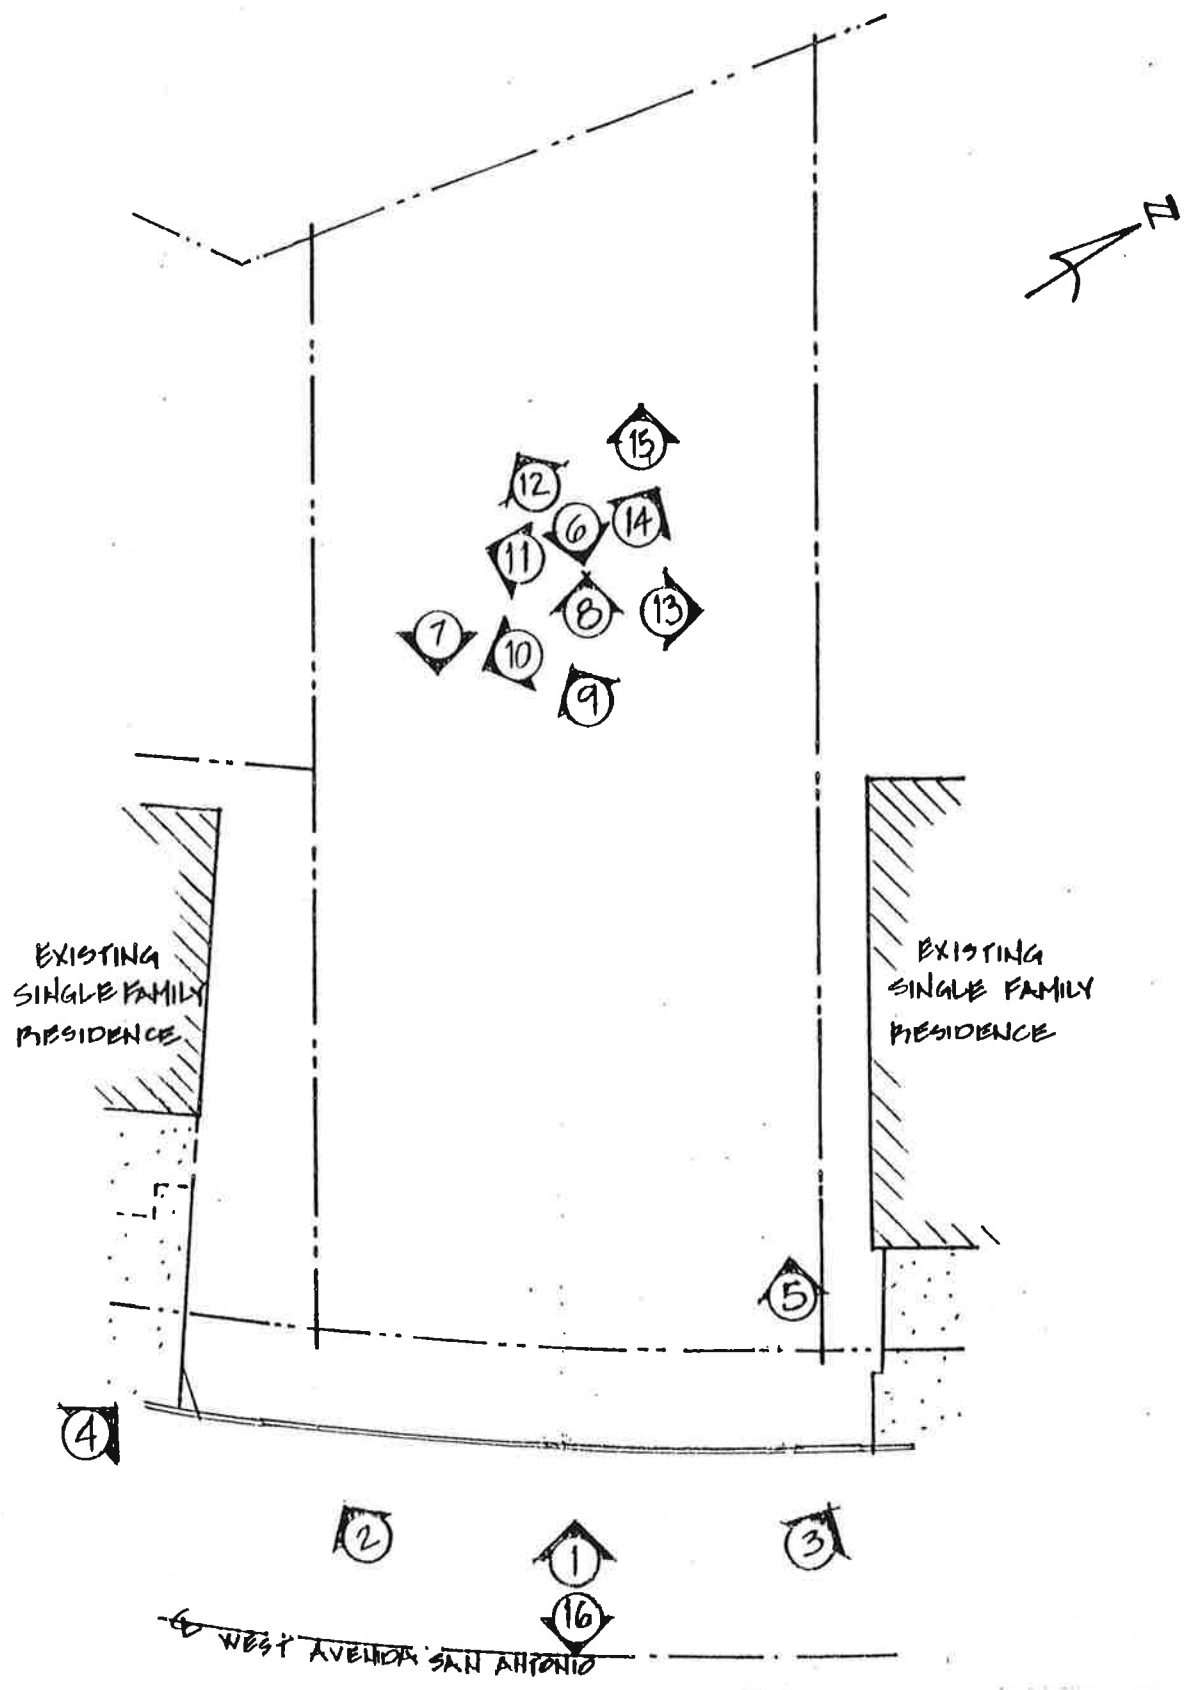 N
15
12
6
14
11
8
13
7
10
9
EXISTING
SINGLE FAMILY
RESIDENCE
EXISTING
SINGLE FAMILY
RESIDENCE
5
4
2
1
3
16
℄ WEST AVENIDA SAN ANTONIO